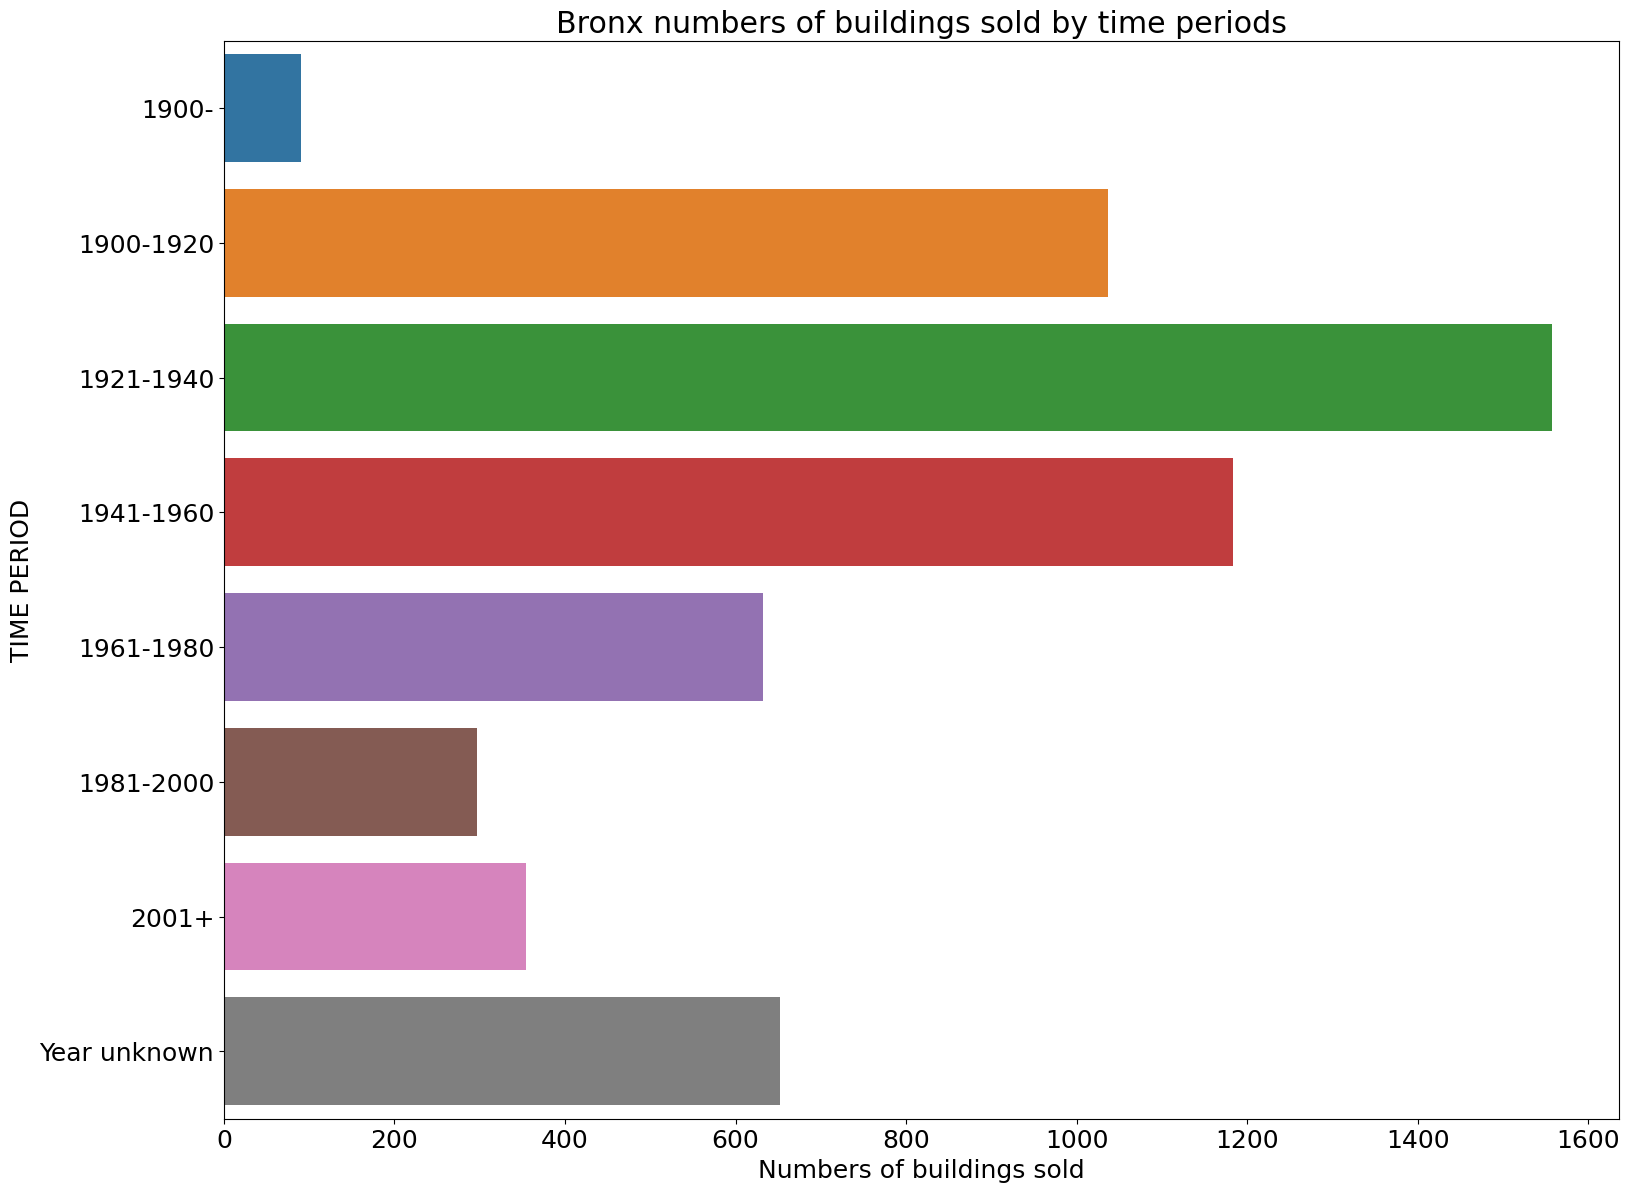 Bronx numbers of buildings sold by time periods
1900-
1900-1920
1921-1940
1941-1960
1961-1980
1981-2000
2001+
Year unknown
TIME PERIOD
0 200 400 600 800 1000 1200 1400 1600
Numbers of buildings sold